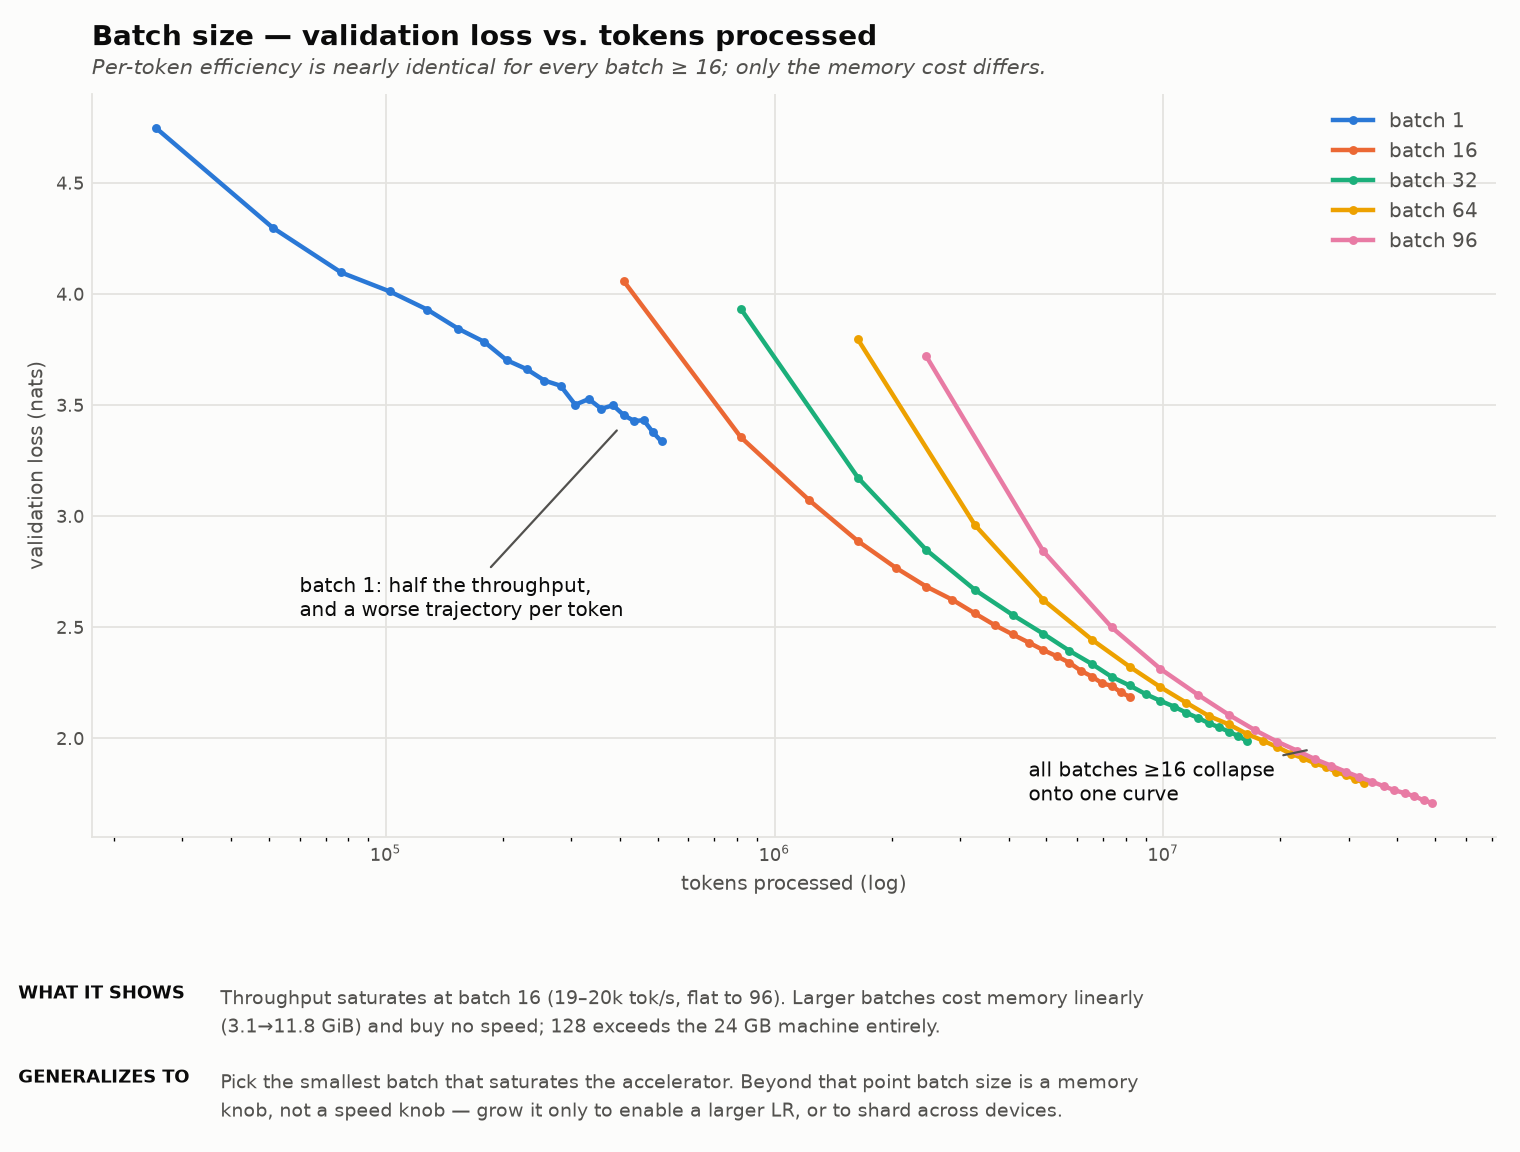 Batch size — validation loss vs. tokens processed
Per-token efficiency is nearly identical for every batch ≥ 16; only the memory cost differs.
batch 1
batch 16
batch 32
batch 64
batch 96
4.5
4.0
3.5
3.0
2.5
2.0
validation loss (nats)
batch 1: half the throughput,
and a worse trajectory per token
all batches ≥16 collapse
onto one curve
10⁵
10⁶
10⁷
tokens processed (log)
WHAT IT SHOWS
Throughput saturates at batch 16 (19–20k tok/s, flat to 96). Larger batches cost memory linearly
(3.1→11.8 GiB) and buy no speed; 128 exceeds the 24 GB machine entirely.
GENERALIZES TO
Pick the smallest batch that saturates the accelerator. Beyond that point batch size is a memory
knob, not a speed knob — grow it only to enable a larger LR, or to shard across devices.